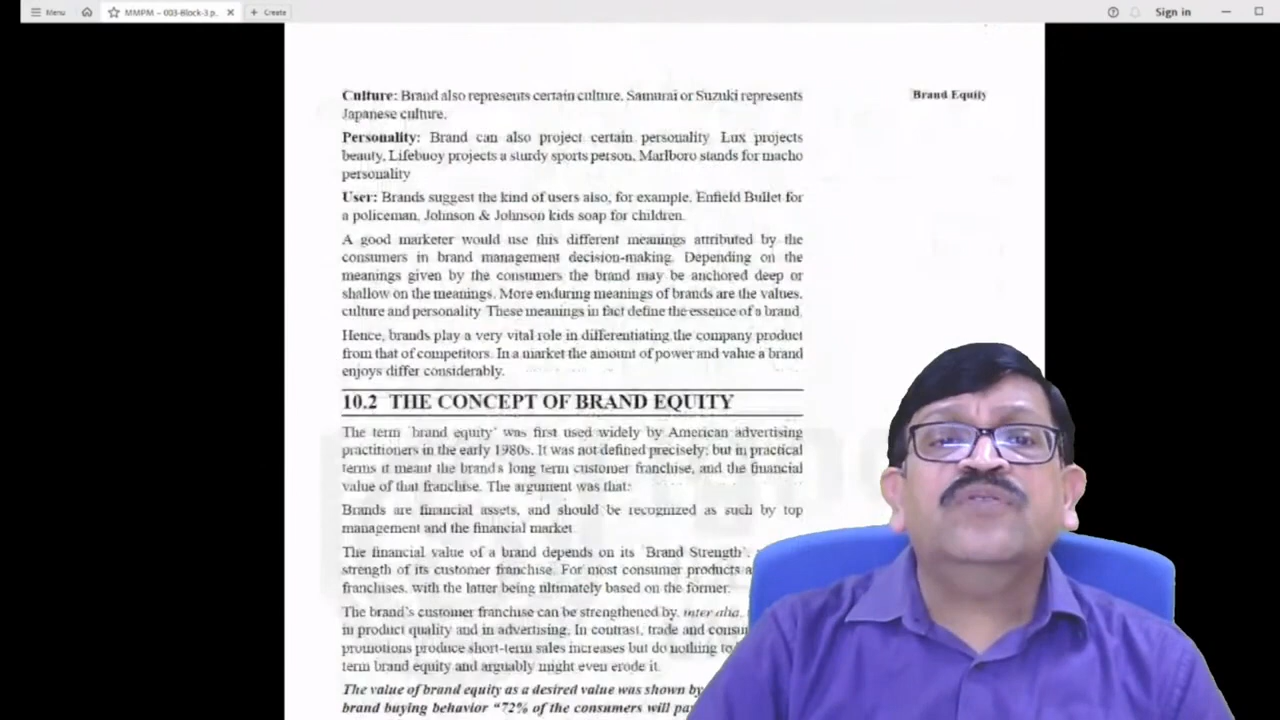 Menu
MMPM – 003-Block-3 p...
Create
Sign in
Culture: Brand also represents certain culture. Samurai or Suzuki represents
Japanese culture.
Brand Equity
Personality: Brand can also project certain personality Lux projects
beauty, Lifebuoy projects a sturdy sports person, Marlboro stands for macho
personality
User: Brands suggest the kind of users also, for example, Enfield Bullet for
a policeman, Johnson & Johnson kids soap for children.
A good marketer would use this different meanings attributed by the
consumers in brand management decision-making. Depending on the
meanings given by the consumers the brand may be anchored deep or
shallow on the meanings. More enduring meanings of brands are the values,
culture and personality These meanings in fact define the essence of a brand
Hence, brands play a very vital role in differentiating the company product
from that of competitors. In a market the amount of power and value a brand
enjoys differ considerably.
10.2 THE CONCEPT OF BRAND EQUITY
The term 'brand equity' was first used widely by American advertising
practitioners in the early 1980s. It was not defined precisely; but in practical
terms it meant the brand's long term customer franchise, and the financial
value of that franchise. The argument was that:
Brands are financial assets, and should be recognized as such by top
management and the financial market
The financial value of a brand depends on its 'Brand Strength',
strength of its customer franchise. For most consumer products a
franchises, with the latter being ultimately based on the former.
The brand's customer franchise can be strengthened by, inter alia,
in product quality and in advertising. In contrast, trade and consu
promotions produce short-term sales increases but do nothing to
term brand equity and arguably might even erode it.
The value of brand equity as a desired value was shown by
brand buying behavior "72% of the consumers will pa